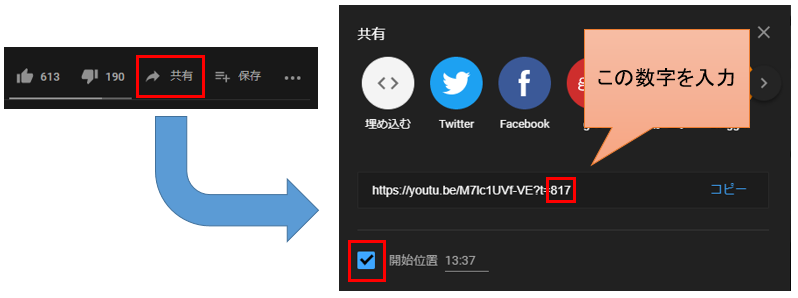 613 190 共有 保存
共有
この数字を入力
埋め込む Twitter Facebook
https://youtu.be/M7lc1UVf-VE?t=817 コピー
開始位置 13:37